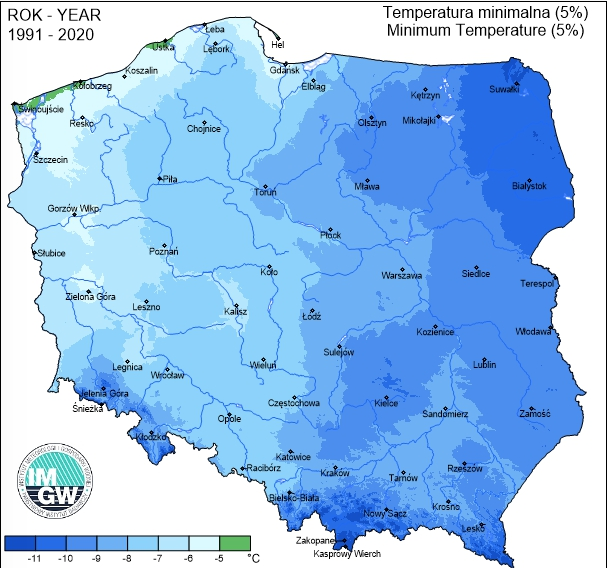 ROK - YEAR
1991 - 2020
Temperatura minimalna (5%)
Minimum Temperature (5%)
Łeba
Hel
Ustka
Lębork
Gdańsk
Koszalin
Elbląg
Suwałki
Kołobrzeg
Kętrzyn
Świnoujście
Resko
Chojnice
Olsztyn
Mikołajki
Szczecin
Piła
Toruń
Mława
Białystok
Gorzów Wlkp.
Płock
Słubice
Poznań
Koło
Warszawa
Siedlce
Terespol
Zielona Góra
Leszno
Kalisz
Łódź
Kozienice
Włodawa
Sulejów
Legnica
Wrocław
Wieluń
Lublin
Jelenia Góra
Śnieżka
Częstochowa
Kielce
Sandomierz
Zamość
Opole
Kłodzko
Katowice
Racibórz
Kraków
Tarnów
Rzeszów
Bielsko-Biała
Nowy Sącz
Krosno
Lesko
Zakopane
Kasprowy Wierch
IM
GW
-11 -10 -9 -8 -7 -6 -5 °C